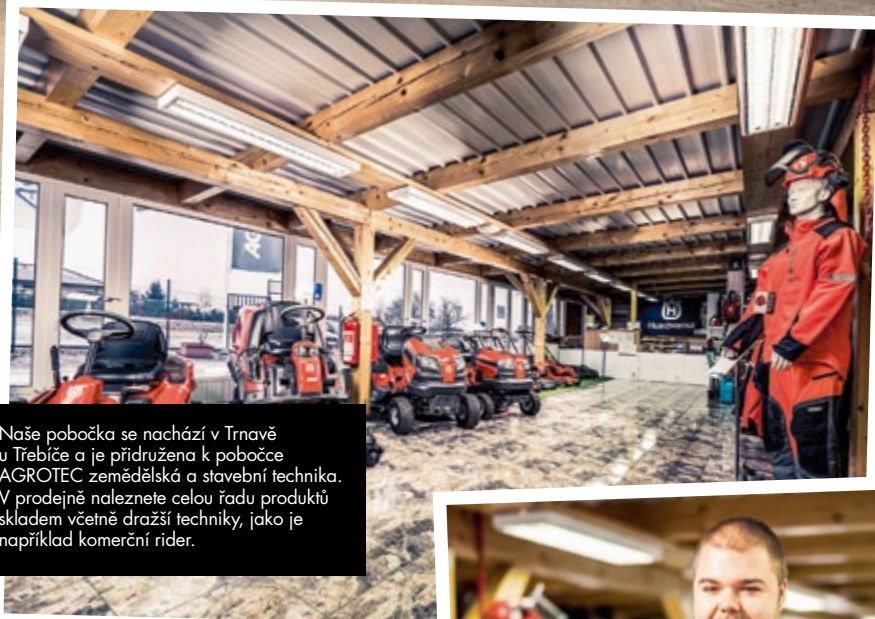 Husqvarna
Naše pobočka se nachází v Trnavě
u Třebíče a je přidružena k pobočce
AGROTEC zemědělská a stavební technika.
V prodejně naleznete celou řadu produktů
skladem včetně dražší techniky, jako je
například komerční rider.